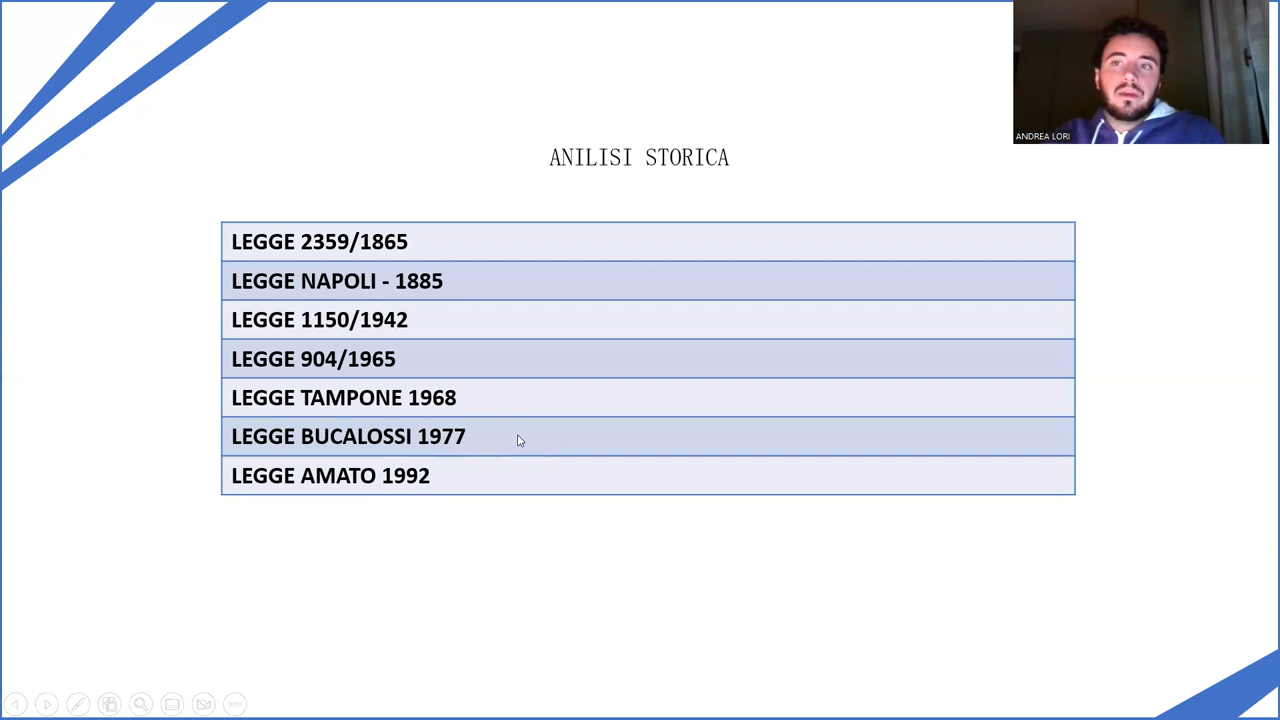 ANDREA LORI
ANILISI STORICA
LEGGE 2359/1865
LEGGE NAPOLI - 1885
LEGGE 1150/1942
LEGGE 904/1965
LEGGE TAMPONE 1968
LEGGE BUCALOSSI 1977
LEGGE AMATO 1992